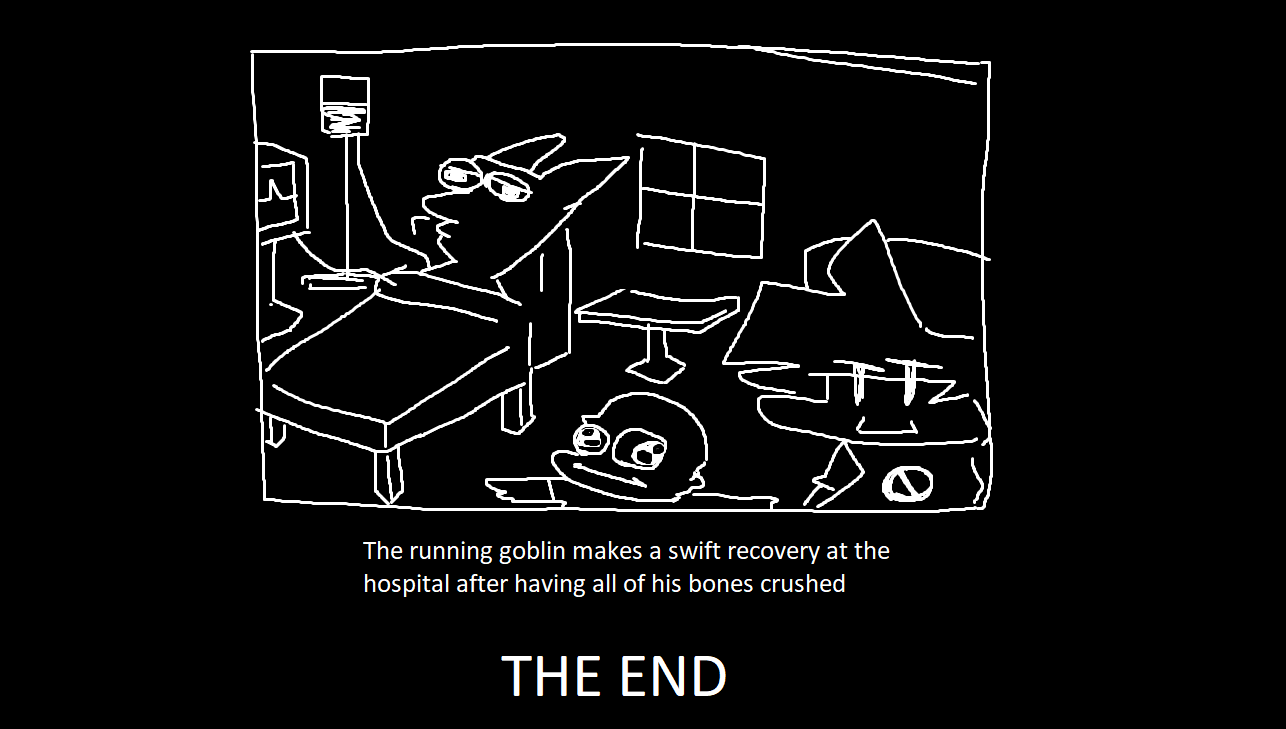 The running goblin makes a swift recovery at the
hospital after having all of his bones crushed
THE END